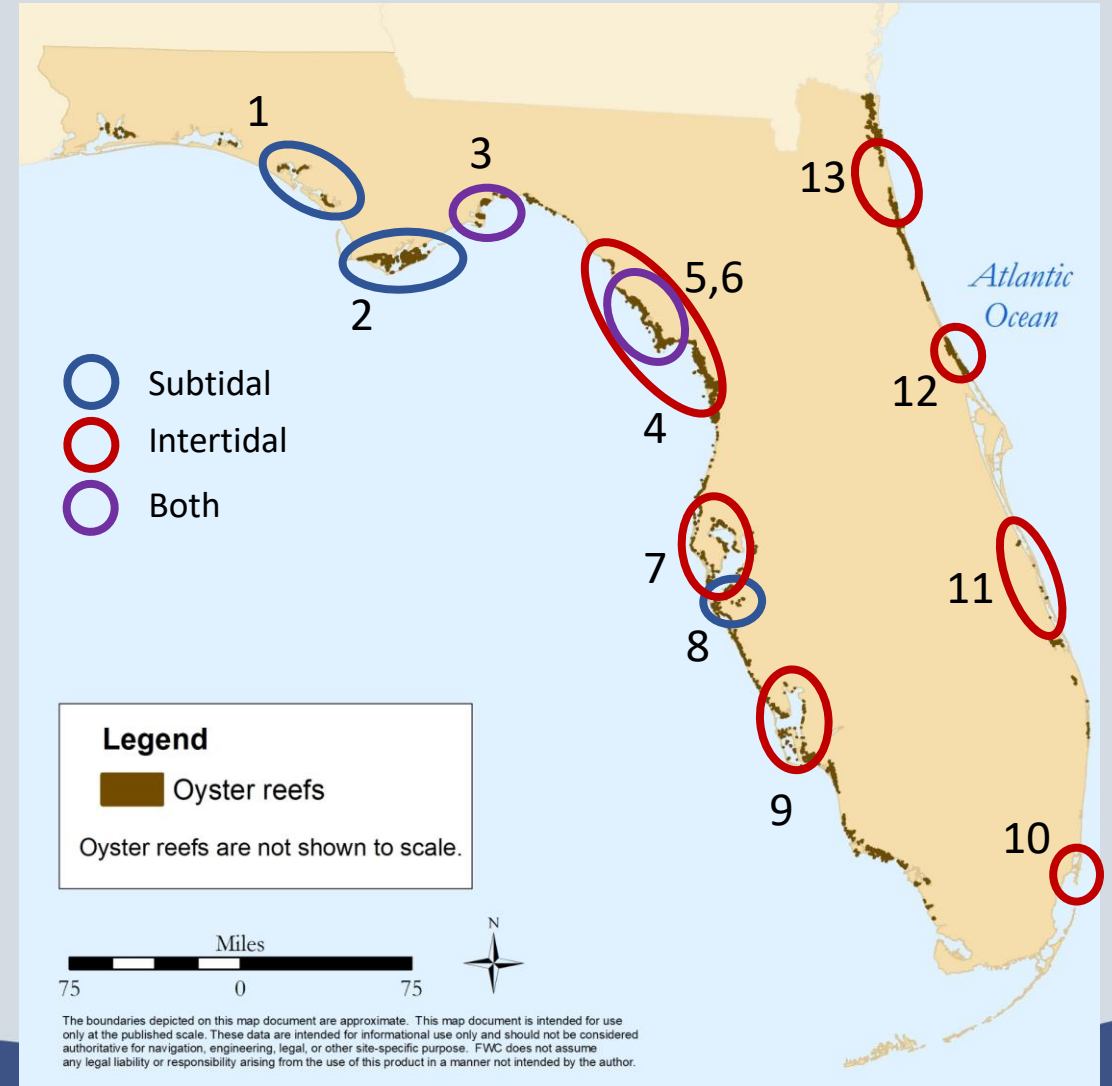 1
3
13
5,6
Atlantic
Ocean
2
Subtidal
12
Intertidal
4
Both
7
11
8
Legend
Oyster reefs
Oyster reefs are not shown to scale.
9
10
N
Miles
75 0 75
The boundaries depicted on this map document are approximate. This map document is intended for use
only at the published scale. These data are intended for informational use only and should not be considered
authoritative for navigation, engineering, legal, or other site-specific purpose. FWC does not assume
any legal liability or responsibility arising from the use of this product in a manner not intended by the author.